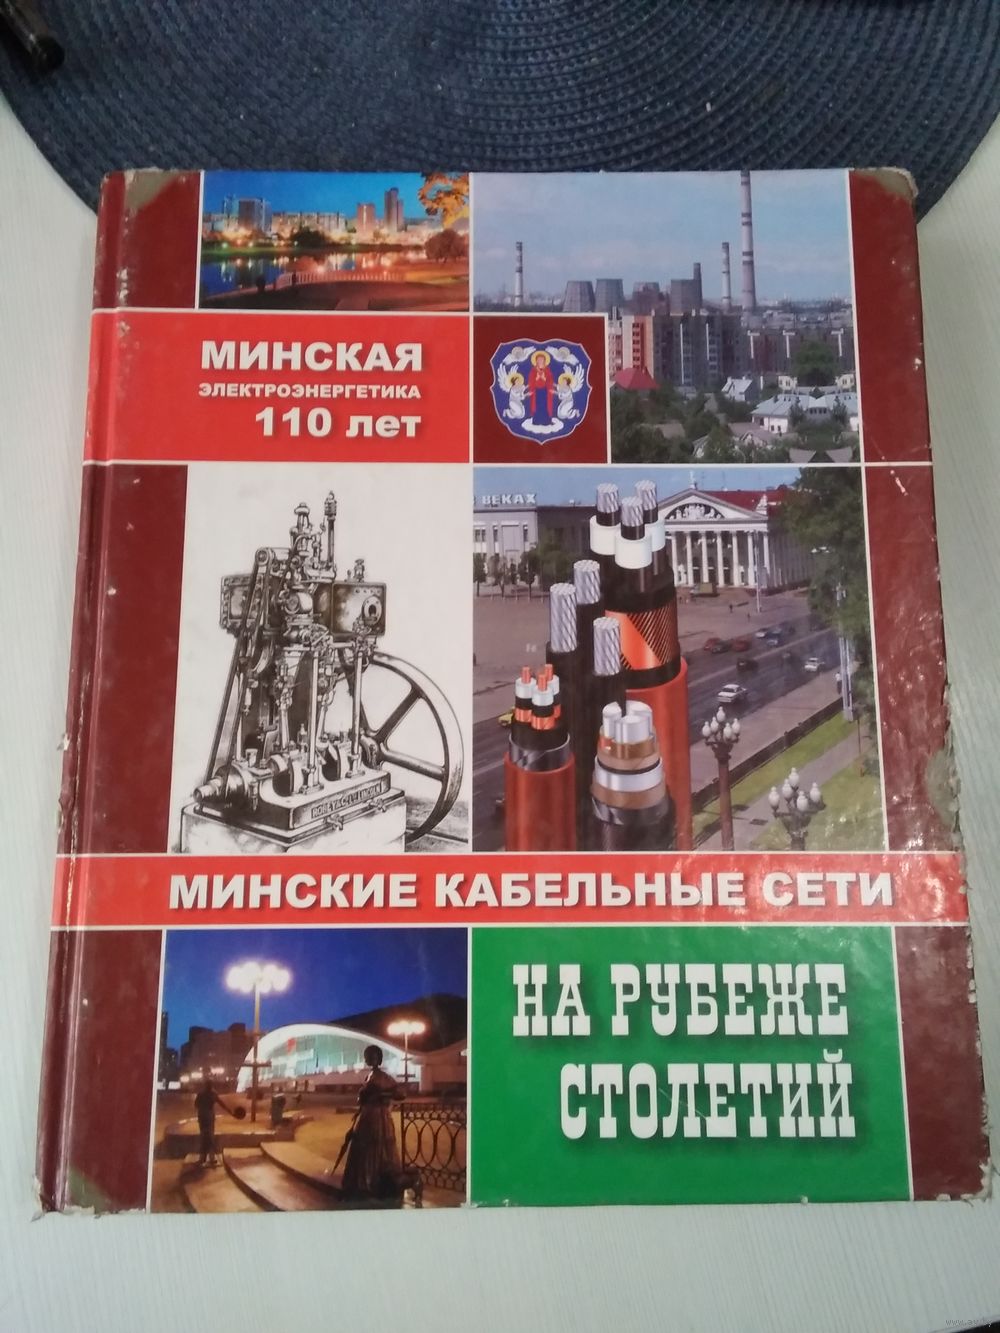 МИНСКАЯ
ЭЛЕКТРОЭНЕРГЕТИКА
110 лет
ВЕКАХ
МИНСКИЕ КАБЕЛЬНЫЕ СЕТИ
НА РУБЕЖЕ
СТОЛЕТИЙ